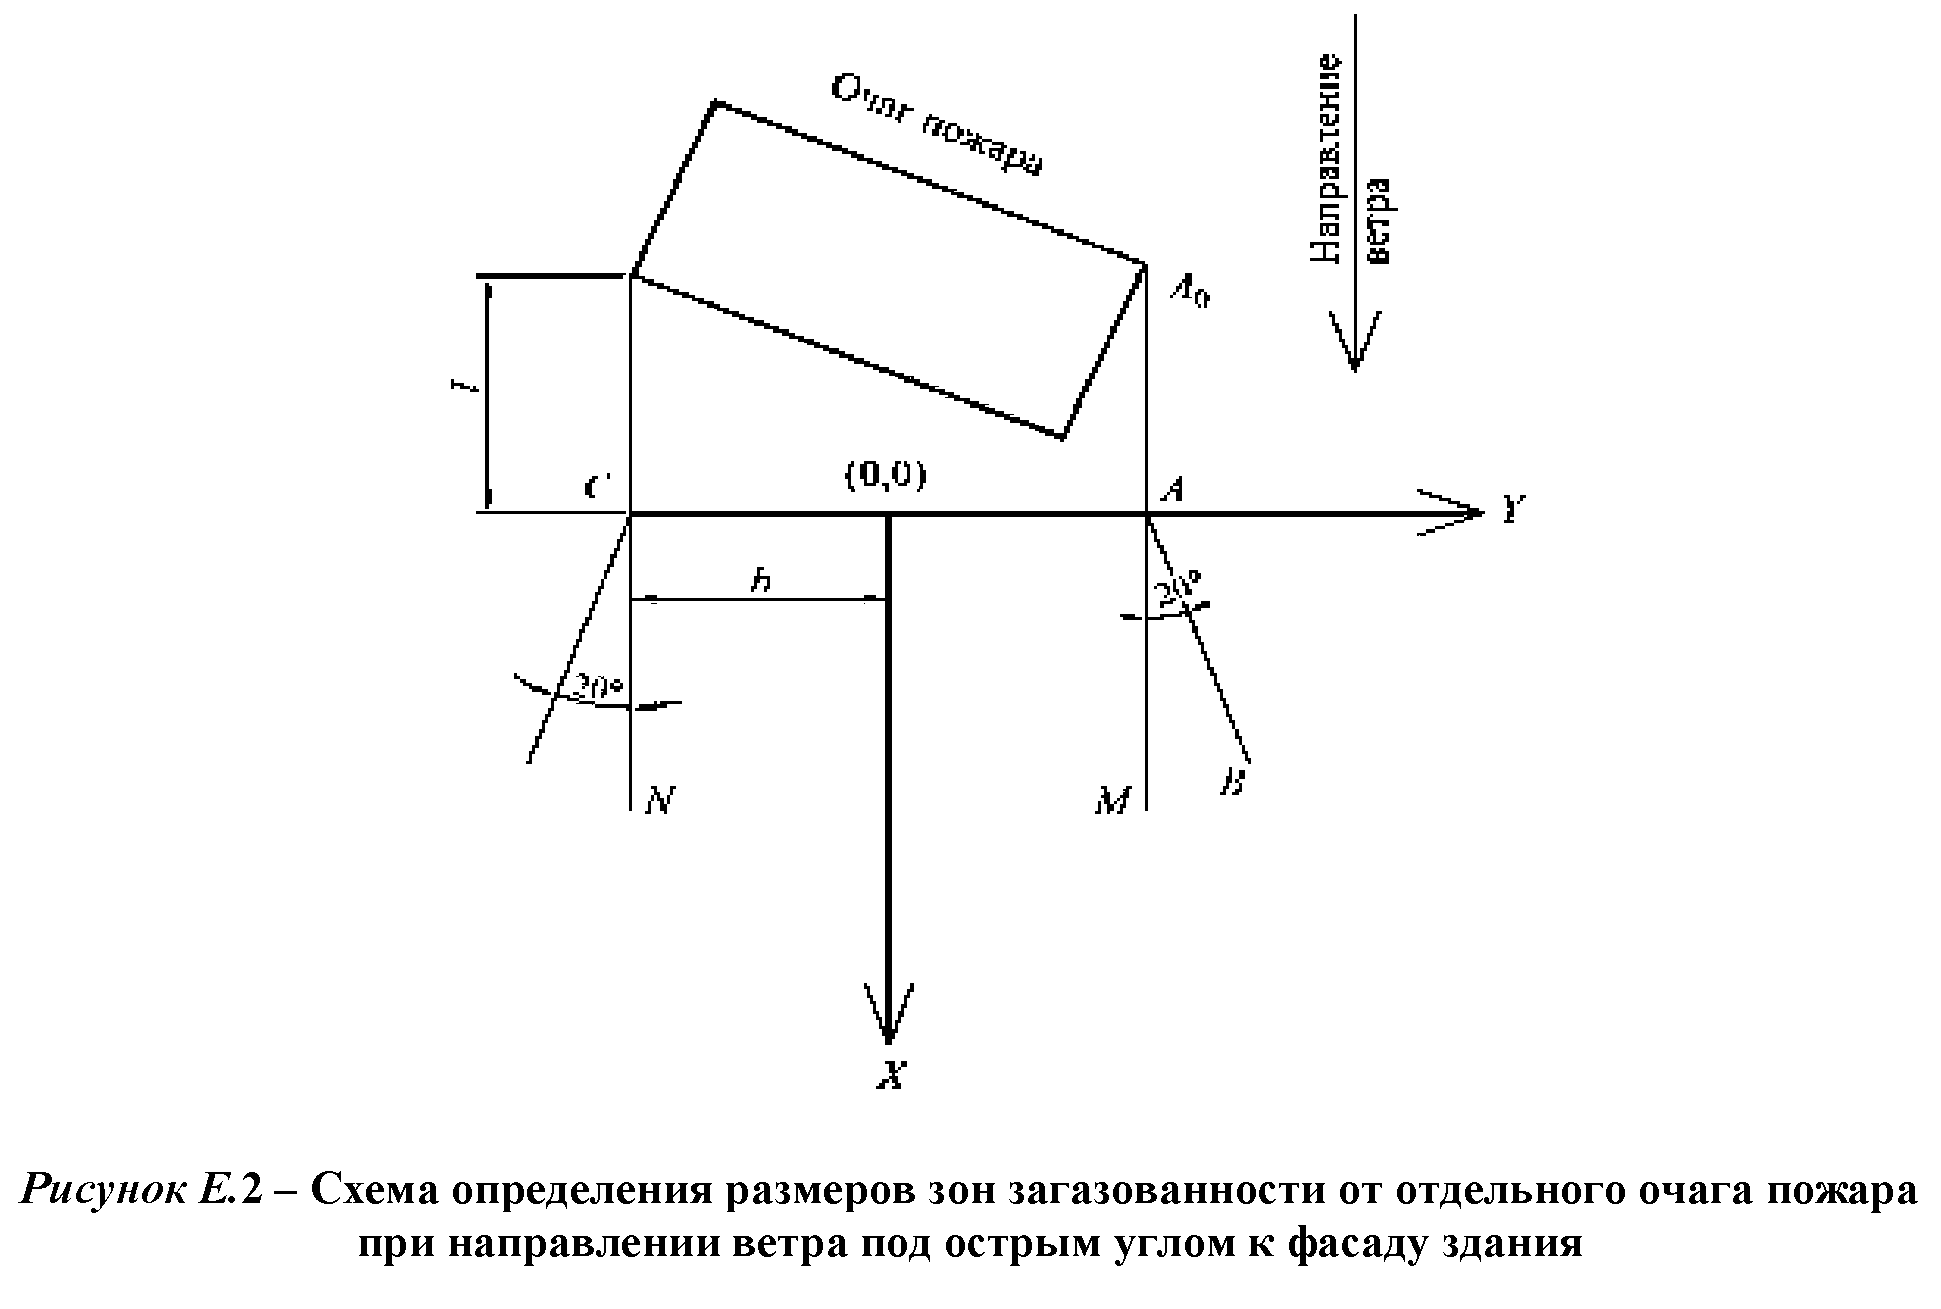 Очаг пожара
Направление
ветра
A₀
l
C
(0,0)
A
Y
h
20°
20°
N
M
B
X
Рисунок Е.2 – Схема определения размеров зон загазованности от отдельного очага пожара
при направлении ветра под острым углом к фасаду здания